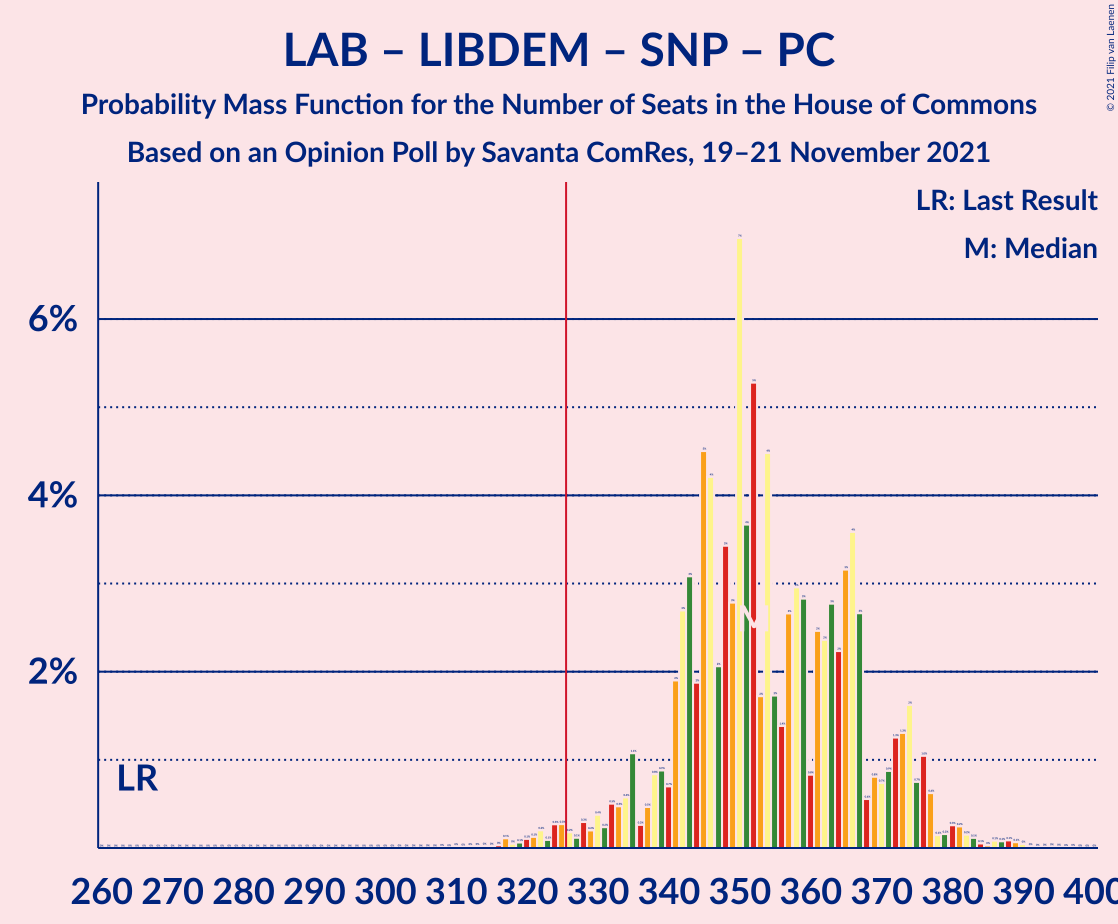 LAB – LIBDEM – SNP – PC
Probability Mass Function for the Number of Seats in the House of Commons
Based on an Opinion Poll by Savanta ComRes, 19–21 November 2021
© 2021 Filip van Laenen
LR: Last Result
M: Median
6%
4%
2%
M
LR
260 270 280 290 300 310 320 330 340 350 360 370 380 390 400